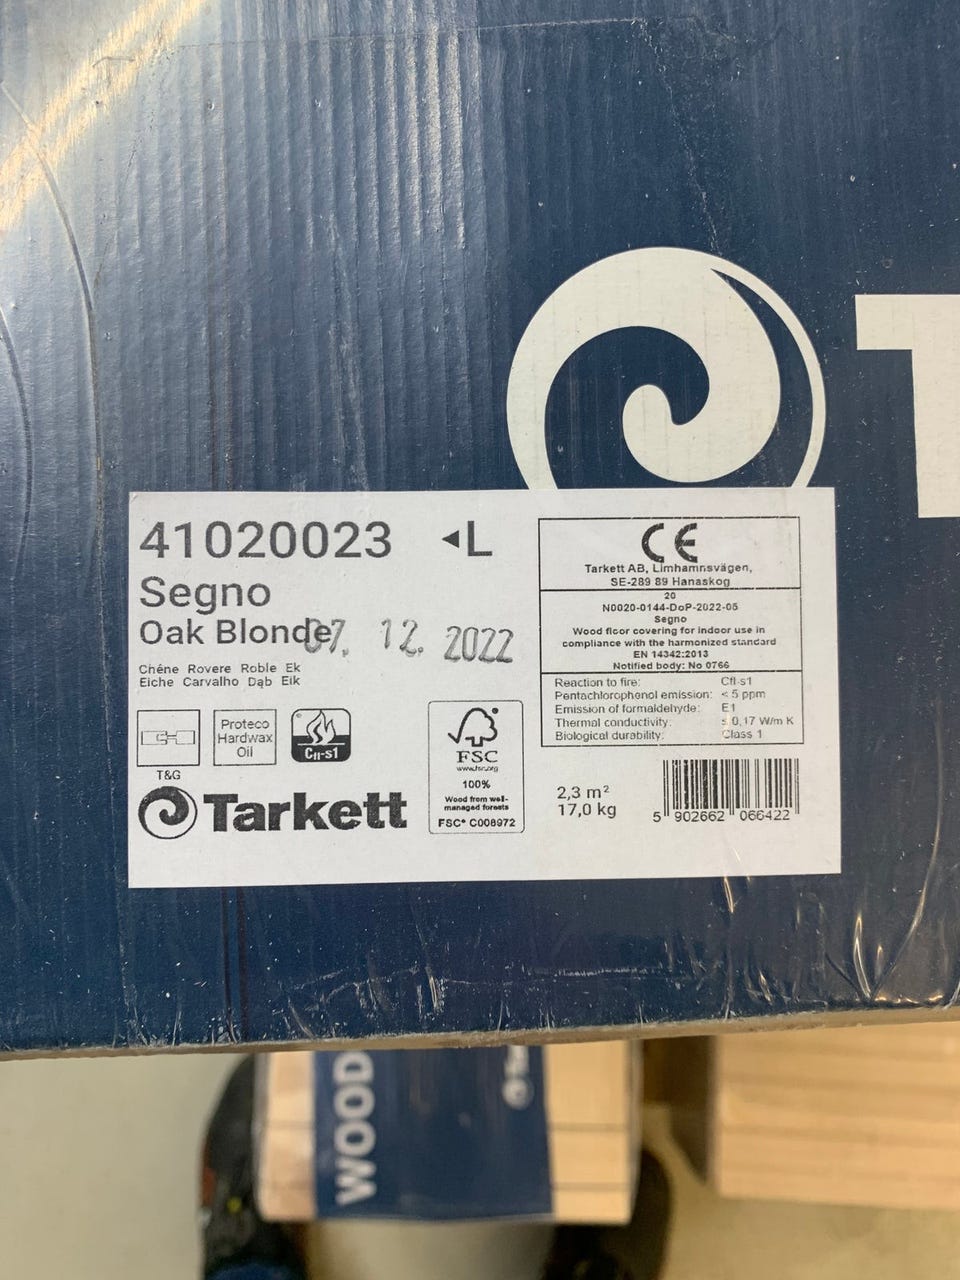 41020023 ◄L
Segno
Oak Blonde 07. 12. 2022
Chêne Rovere Roble Ek
Eiche Carvalho Dąb Eik
T&G
Proteco
Hardwax
Oil
Cfl-s1
Tarkett
FSC
www.fsc.org
100%
Wood from well-
managed forests
FSC® C008972
CE
Tarkett AB, Limhamnsvägen,
SE-289 89 Hanaskog
20
N0020-0144-DoP-2022-05
Segno
Wood floor covering for indoor use in
compliance with the harmonized standard
EN 14342:2013
Notified body: No 0766
Reaction to fire: Cfl-s1
Pentachlorophenol emission: < 5 ppm
Emission of formaldehyde: E1
Thermal conductivity: ≤ 0,17 W/m K
Biological durability: Class 1
2,3 m²
17,0 kg
5 902662 066422
WOOD